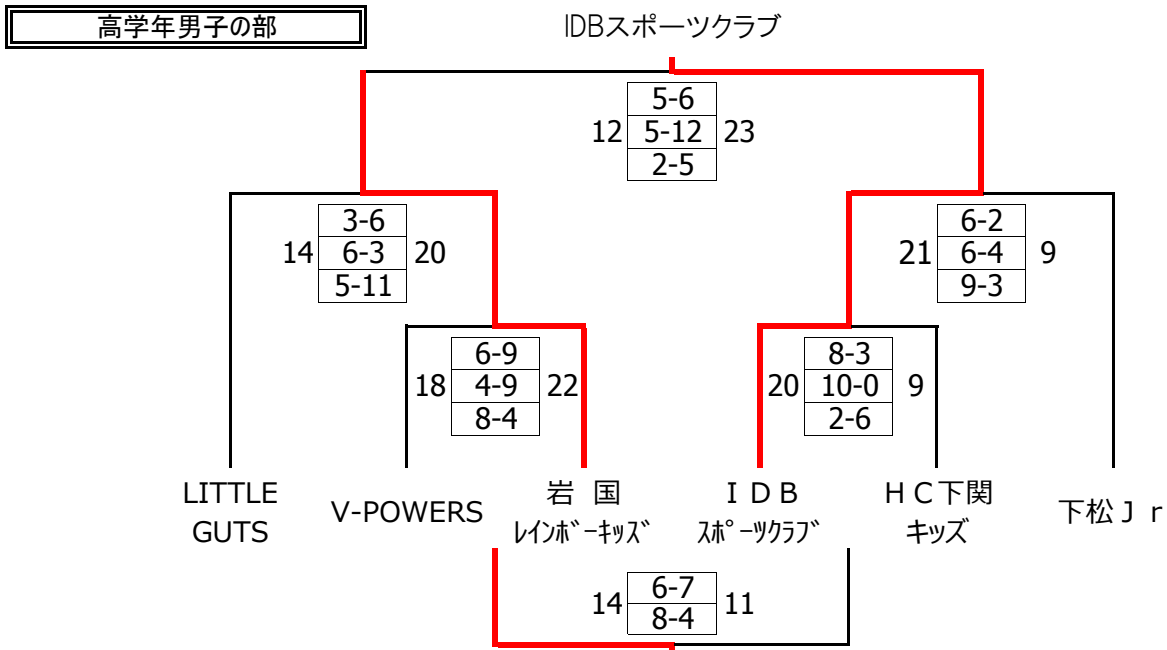 高学年男子の部
IDBスポーツクラブ
5-6
12 5-12 23
2-5
3-6
14 6-3 20
5-11
6-2
21 6-4 9
9-3
6-9
18 4-9 22
8-4
8-3
20 10-0 9
2-6
LITTLE
GUTS
V-POWERS
岩 国
ﾚｲﾝﾎﾞｰｷｯｽﾞ
ＩＤＢ
ｽﾎﾟｰﾂｸﾗﾌﾞ
ＨＣ下関
キッズ
下松Ｊｒ
6-7
14 11
8-4